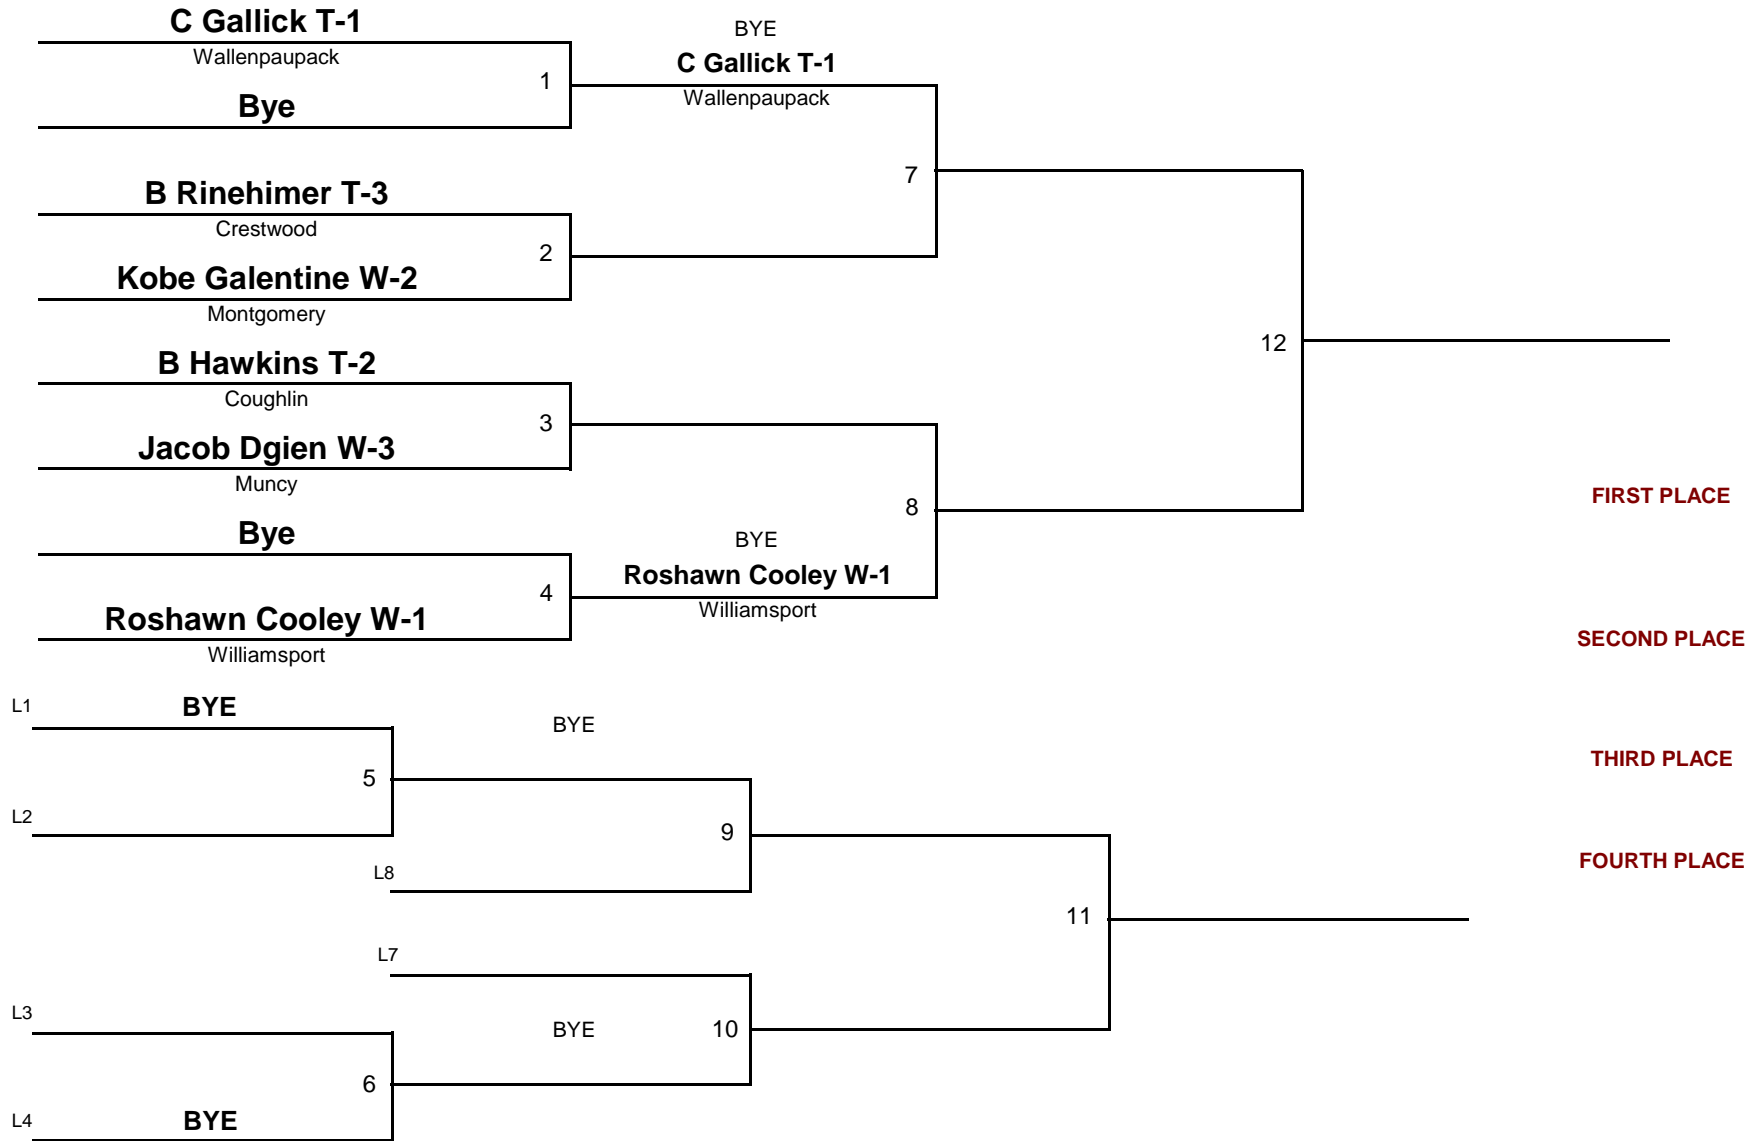 C Gallick T-1
Wallenpaupack
1
Bye
BYE
C Gallick T-1
Wallenpaupack
7
B Rinehimer T-3
Crestwood
2
Kobe Galentine W-2
Montgomery
12
B Hawkins T-2
Coughlin
3
Jacob Dgien W-3
Muncy
8
Bye
4
BYE
Roshawn Cooley W-1
Williamsport
Roshawn Cooley W-1
Williamsport
FIRST PLACE
SECOND PLACE
THIRD PLACE
FOURTH PLACE
L1
BYE
BYE
5
L2
9
L8
11
L7
L3
BYE
10
6
L4
BYE